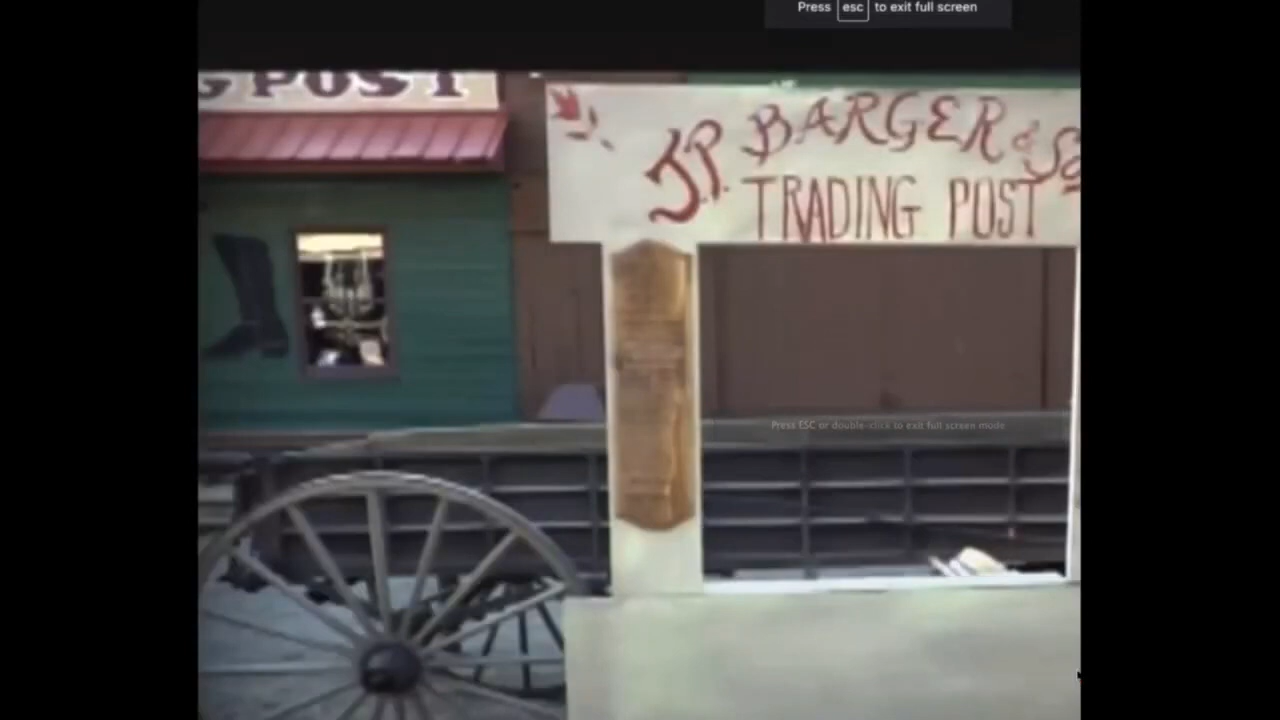 Press esc to exit full screen
G POST
J.P. BARGER & So
TRADING POST
Press ESC or double-click to exit full screen mode